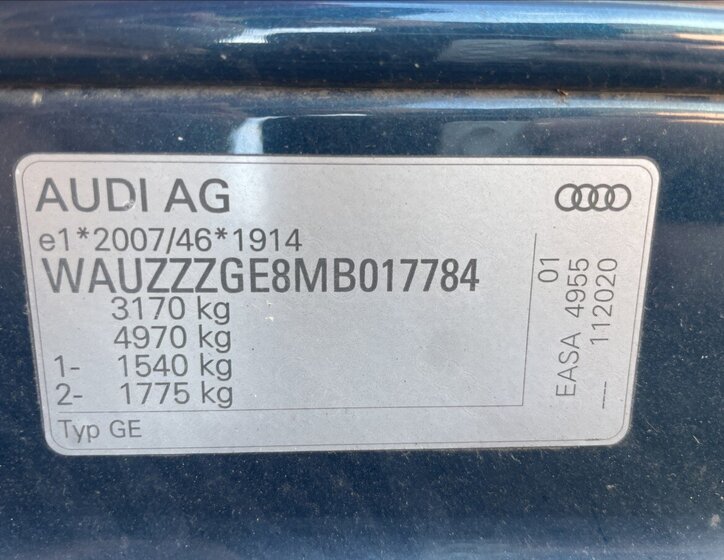 AUDI AG
e1*2007/46*1914
WAUZZZGE8MB017784
3170 kg
4970 kg
1- 1540 kg
2- 1775 kg
Typ GE
01
EASA 4955
--- 112020